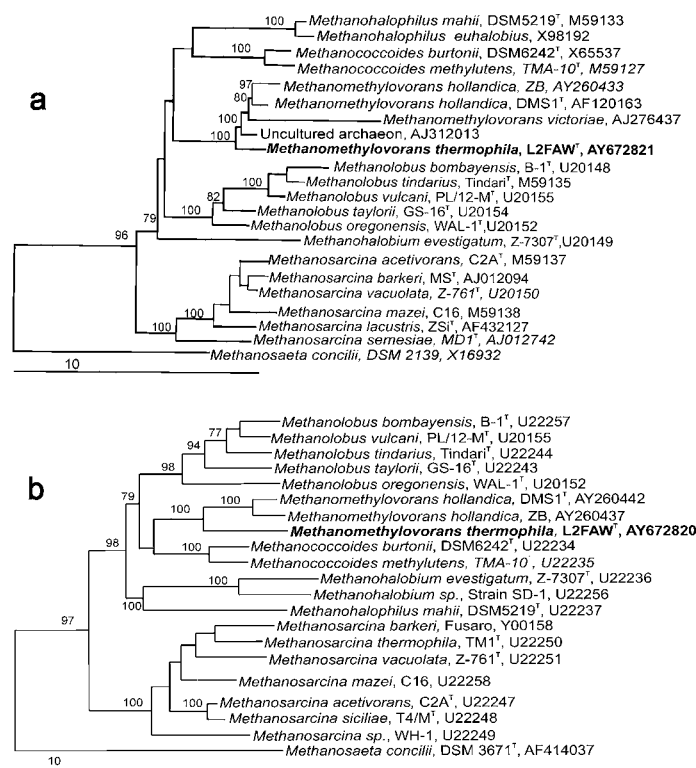 a
100
Methanohalophilus mahii, DSM5219ᵀ, M59133
Methanohalophilus euhalobius, X98192
100
Methanococcoides burtonii, DSM6242ᵀ, X65537
Methanococcoides methylutens, TMA-10ᵀ, M59127
97
Methanomethylovorans hollandica, ZB, AY260433
80
Methanomethylovorans hollandica, DMS1ᵀ, AF120163
100
Methanomethylovorans victoriae, AJ276437
Uncultured archaeon, AJ312013
100
Methanomethylovorans thermophila, L2FAWᵀ, AY672821
Methanolobus bombayensis, B-1ᵀ, U20148
100
Methanolobus tindarius, Tindariᵀ, M59135
82
Methanolobus vulcani, PL/12-Mᵀ, U20155
100
Methanolobus taylorii, GS-16ᵀ, U20154
79
Methanolobus oregonensis, WAL-1ᵀ,U20152
96
Methanohalobium evestigatum, Z-7307ᵀ,U20149
Methanosarcina acetivorans, C2Aᵀ, M59137
Methanosarcina barkeri, MSᵀ, AJ012094
Methanosarcina vacuolata, Z-761ᵀ, U20150
Methanosarcina mazei, C16, M59138
100
Methanosarcina lacustris, ZSiᵀ, AF432127
100
Methanosarcina semesiae, MD1ᵀ, AJ012742
Methanosaeta concilii, DSM 2139, X16932
10
b
Methanolobus bombayensis, B-1ᵀ, U22257
77
Methanolobus vulcani, PL/12-Mᵀ, U20155
94
Methanolobus tindarius, Tindariᵀ, U22244
98
Methanolobus taylorii, GS-16ᵀ, U22243
Methanolobus oregonensis, WAL-1ᵀ, U20152
79
100
Methanomethylovorans hollandica, DMS1ᵀ, AY260442
100
Methanomethylovorans hollandica, ZB, AY260437
Methanomethylovorans thermophila, L2FAWᵀ, AY672820
98
100
Methanococcoides burtonii, DSM6242ᵀ, U22234
Methanococcoides methylutens, TMA-10ᵀ, U22235
100
Methanohalobium evestigatum, Z-7307ᵀ, U22236
Methanohalobium sp., Strain SD-1, U22256
100
Methanohalophilus mahii, DSM5219ᵀ, U22237
97
Methanosarcina barkeri, Fusaro, Y00158
Methanosarcina thermophila, TM1ᵀ, U22250
Methanosarcina vacuolata, Z-761ᵀ, U22251
Methanosarcina mazei, C16, U22258
100
100
Methanosarcina acetivorans, C2Aᵀ, U22247
Methanosarcina siciliae, T4/Mᵀ, U22248
Methanosarcina sp., WH-1, U22249
Methanosaeta concilii, DSM 3671ᵀ, AF414037
10